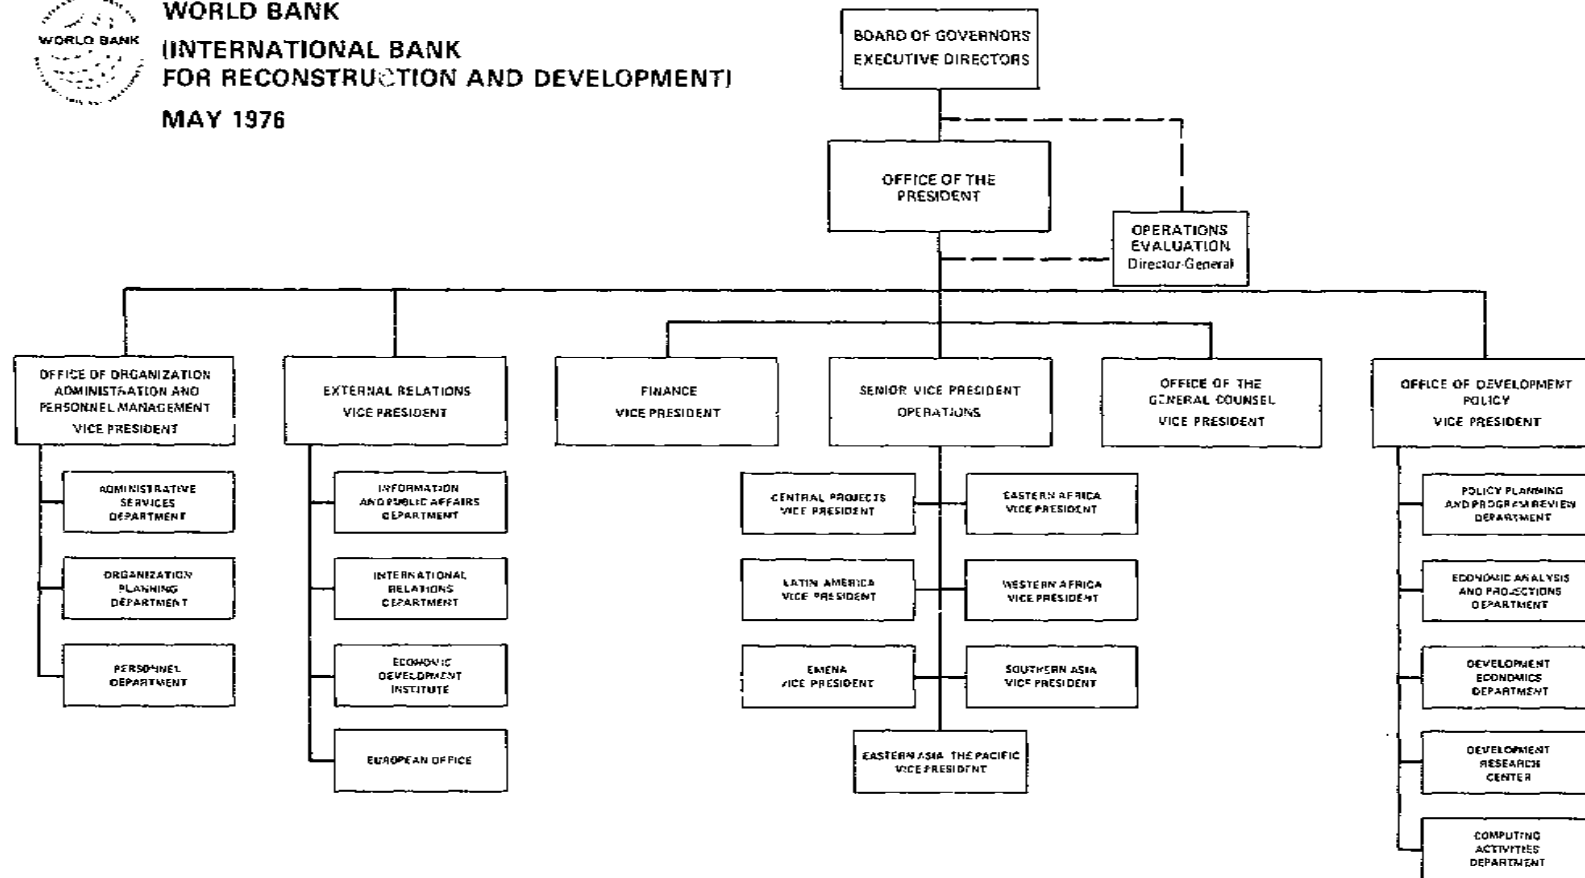 WORLD BANK
WORLD BANK
(INTERNATIONAL BANK
FOR RECONSTRUCTION AND DEVELOPMENT)
MAY 1976
BOARD OF GOVERNORS
EXECUTIVE DIRECTORS
OFFICE OF THE
PRESIDENT
OPERATIONS
EVALUATION
Director-General
OFFICE OF ORGANIZATION
ADMINISTRATION AND
PERSONNEL MANAGEMENT
VICE PRESIDENT
EXTERNAL RELATIONS
VICE PRESIDENT
FINANCE
VICE PRESIDENT
SENIOR VICE PRESIDENT
OPERATIONS
OFFICE OF THE
GENERAL COUNSEL
VICE PRESIDENT
OFFICE OF DEVELOPMENT
POLICY
VICE PRESIDENT
ADMINISTRATIVE
SERVICES
DEPARTMENT
ORGANIZATION
PLANNING
DEPARTMENT
PERSONNEL
DEPARTMENT
INFORMATION
AND PUBLIC AFFAIRS
DEPARTMENT
INTERNATIONAL
RELATIONS
DEPARTMENT
ECONOMIC
DEVELOPMENT
INSTITUTE
EUROPEAN OFFICE
CENTRAL PROJECTS
VICE PRESIDENT
EASTERN AFRICA
VICE PRESIDENT
LATIN AMERICA
VICE PRESIDENT
WESTERN AFRICA
VICE PRESIDENT
EMENA
VICE PRESIDENT
SOUTHERN ASIA
VICE PRESIDENT
EASTERN ASIA THE PACIFIC
VICE PRESIDENT
POLICY PLANNING
AND PROGRAM REVIEW
DEPARTMENT
ECONOMIC ANALYSIS
AND PROJECTIONS
DEPARTMENT
DEVELOPMENT
ECONOMICS
DEPARTMENT
DEVELOPMENT
RESEARCH
CENTER
COMPUTING
ACTIVITIES
DEPARTMENT